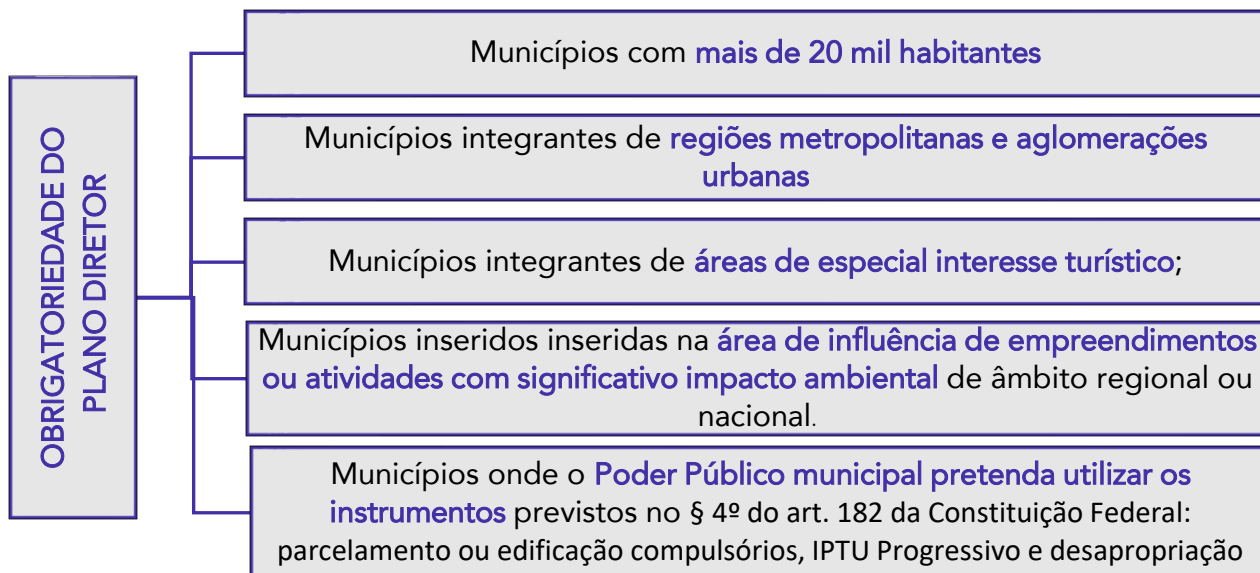 OBRIGATORIEDADE DO
PLANO DIRETOR
Municípios com mais de 20 mil habitantes
Municípios integrantes de regiões metropolitanas e aglomerações
urbanas
Municípios integrantes de áreas de especial interesse turístico;
Municípios inseridos inseridas na área de influência de empreendimentos
ou atividades com significativo impacto ambiental de âmbito regional ou
nacional.
Municípios onde o Poder Público municipal pretenda utilizar os
instrumentos previstos no § 4º do art. 182 da Constituição Federal:
parcelamento ou edificação compulsórios, IPTU Progressivo e desapropriação